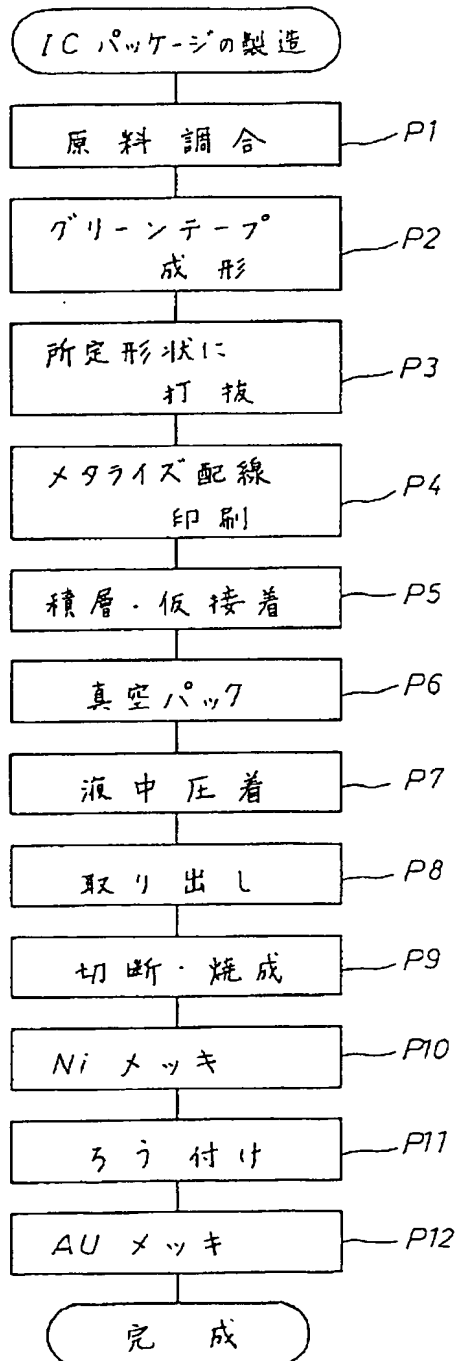 ICパッケージの製造
原料調合
P1
グリーンテープ
成形
P2
所定形状に
打抜
P3
メタライズ配線
印刷
P4
積層・仮接着
P5
真空パック
P6
液中圧着
P7
取り出し
P8
切断・焼成
P9
Niメッキ
P10
ろう付け
P11
AUメッキ
P12
完成